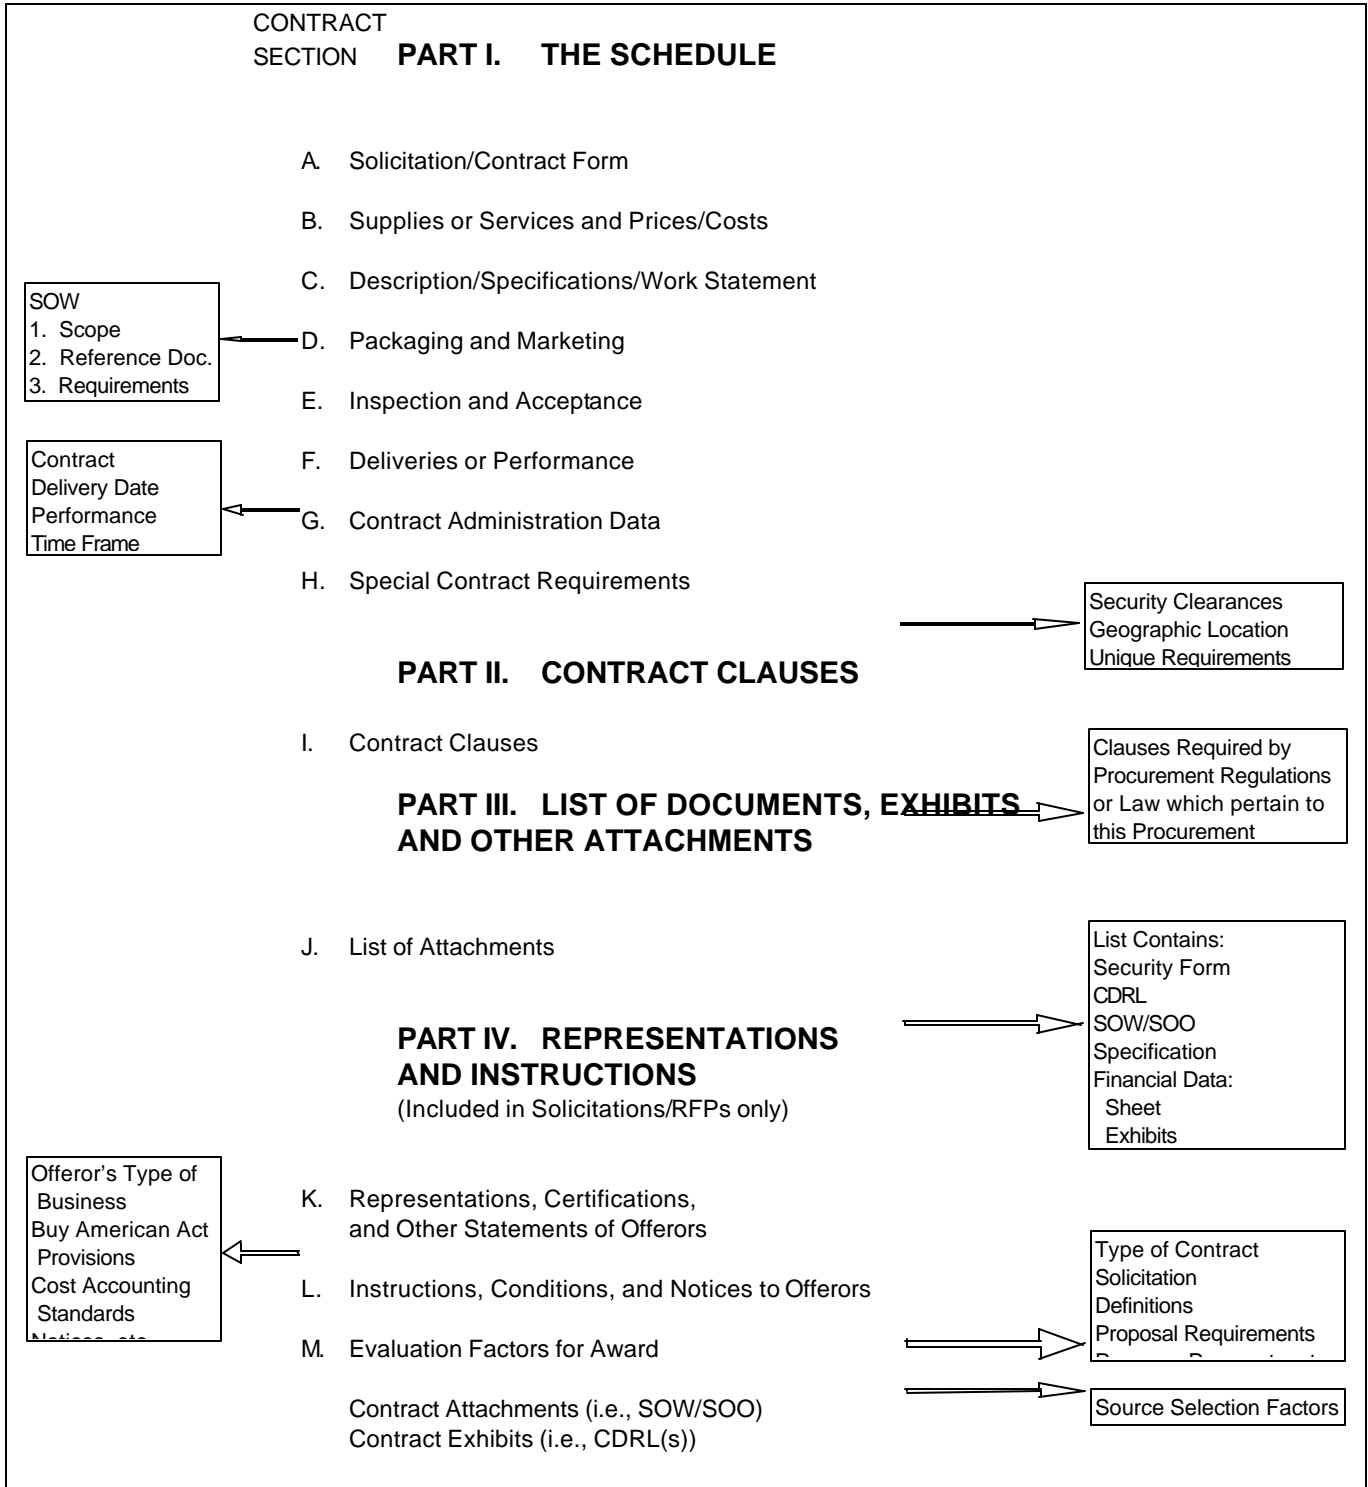 CONTRACT
SECTION PART I. THE SCHEDULE
A. Solicitation/Contract Form
B. Supplies or Services and Prices/Costs
C. Description/Specifications/Work Statement
SOW
1. Scope
2. Reference Doc.
3. Requirements
D. Packaging and Marketing
E. Inspection and Acceptance
F. Deliveries or Performance
Contract
Delivery Date
Performance
Time Frame
G. Contract Administration Data
H. Special Contract Requirements
Security Clearances
Geographic Location
Unique Requirements
PART II. CONTRACT CLAUSES
I. Contract Clauses
Clauses Required by
Procurement Regulations
or Law which pertain to
this Procurement
PART III. LIST OF DOCUMENTS, EXHIBITS
AND OTHER ATTACHMENTS
J. List of Attachments
List Contains:
Security Form
CDRL
SOW/SOO
Specification
Financial Data:
Sheet
Exhibits
PART IV. REPRESENTATIONS
AND INSTRUCTIONS
(Included in Solicitations/RFPs only)
Offeror's Type of
Business
Buy American Act
Provisions
Cost Accounting
Standards
K. Representations, Certifications,
and Other Statements of Offerors
L. Instructions, Conditions, and Notices to Offerors
Type of Contract
Solicitation
Definitions
Proposal Requirements
M. Evaluation Factors for Award
Source Selection Factors
Contract Attachments (i.e., SOW/SOO)
Contract Exhibits (i.e., CDRL(s))